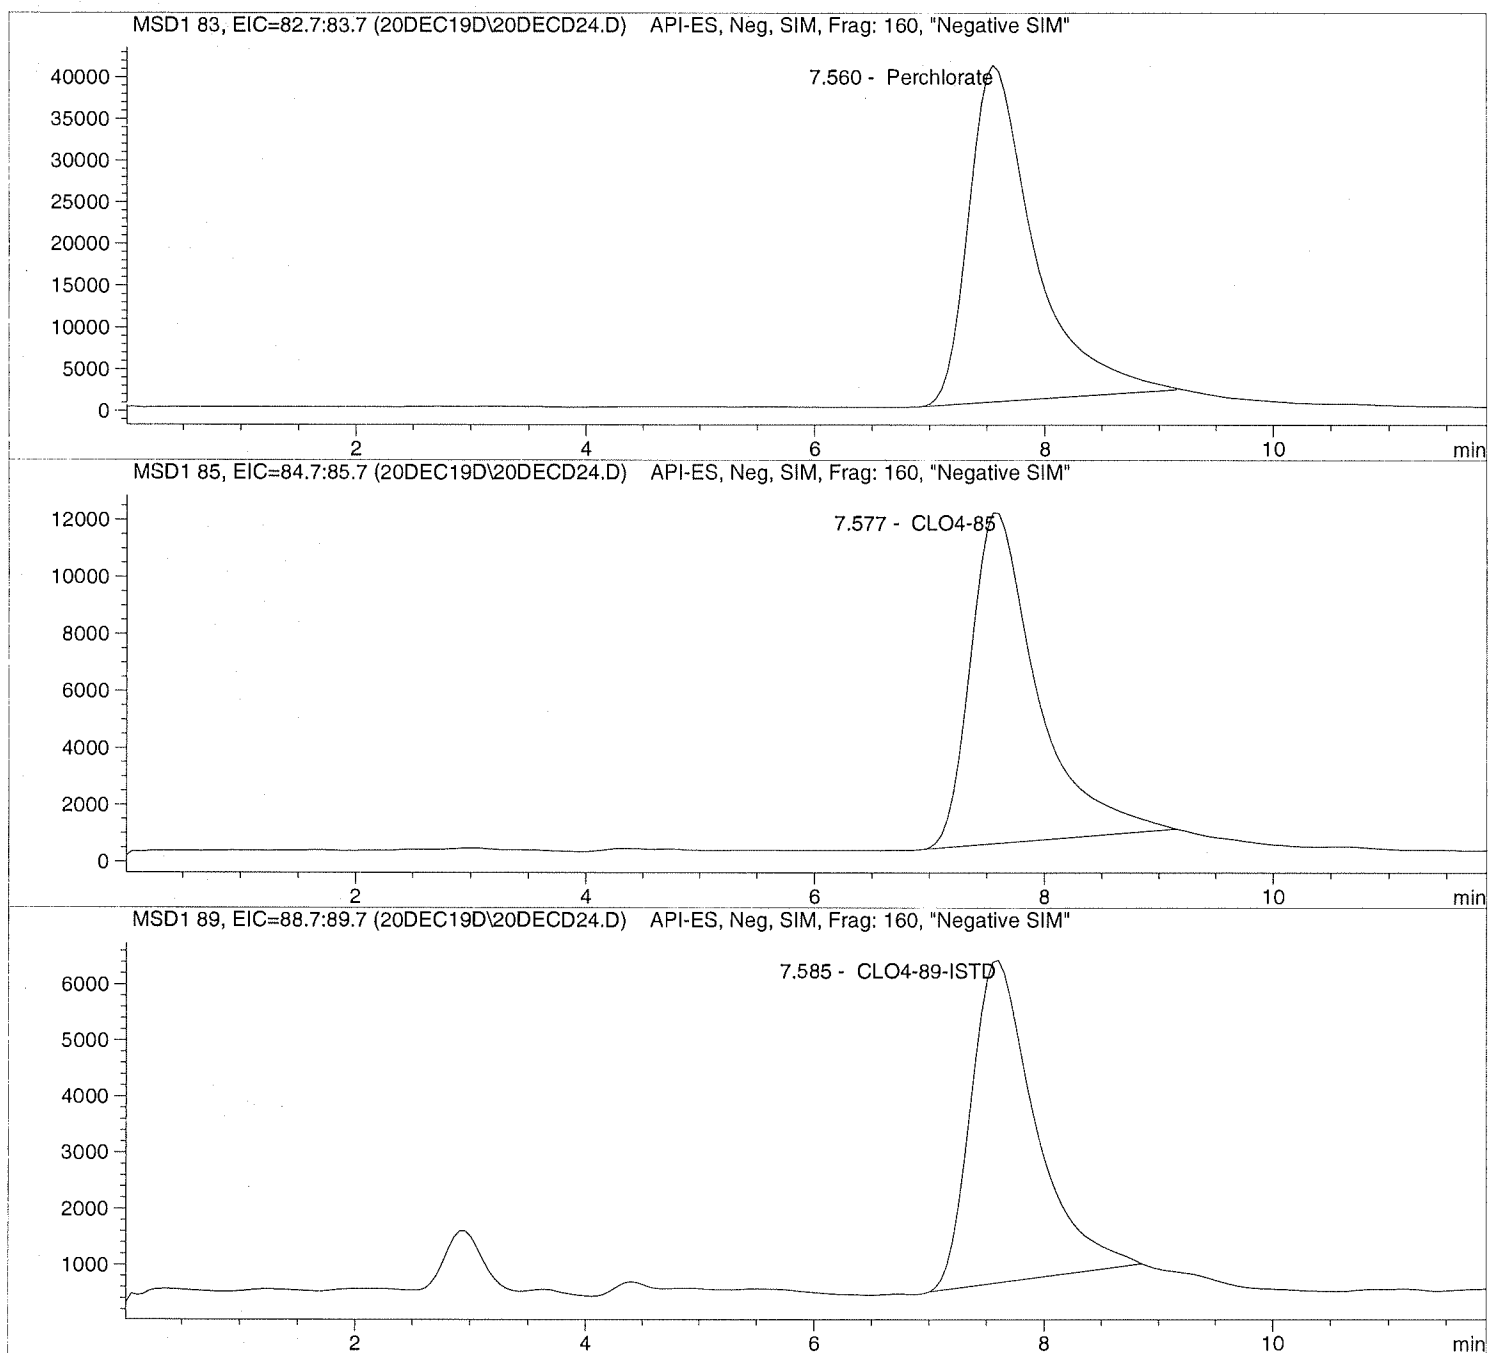 MSD1 83, EIC=82.7:83.7 (20DEC19D\20DECD24.D) API-ES, Neg, SIM, Frag: 160, "Negative SIM"
7.560 - Perchlorate
40000
35000
30000
25000
20000
15000
10000
5000
0
2 4 6 8 10 min
MSD1 85, EIC=84.7:85.7 (20DEC19D\20DECD24.D) API-ES, Neg, SIM, Frag: 160, "Negative SIM"
7.577 - CLO4-85
12000
10000
8000
6000
4000
2000
0
2 4 6 8 10 min
MSD1 89, EIC=88.7:89.7 (20DEC19D\20DECD24.D) API-ES, Neg, SIM, Frag: 160, "Negative SIM"
7.585 - CLO4-89-ISTD
6000
5000
4000
3000
2000
1000
2 4 6 8 10 min